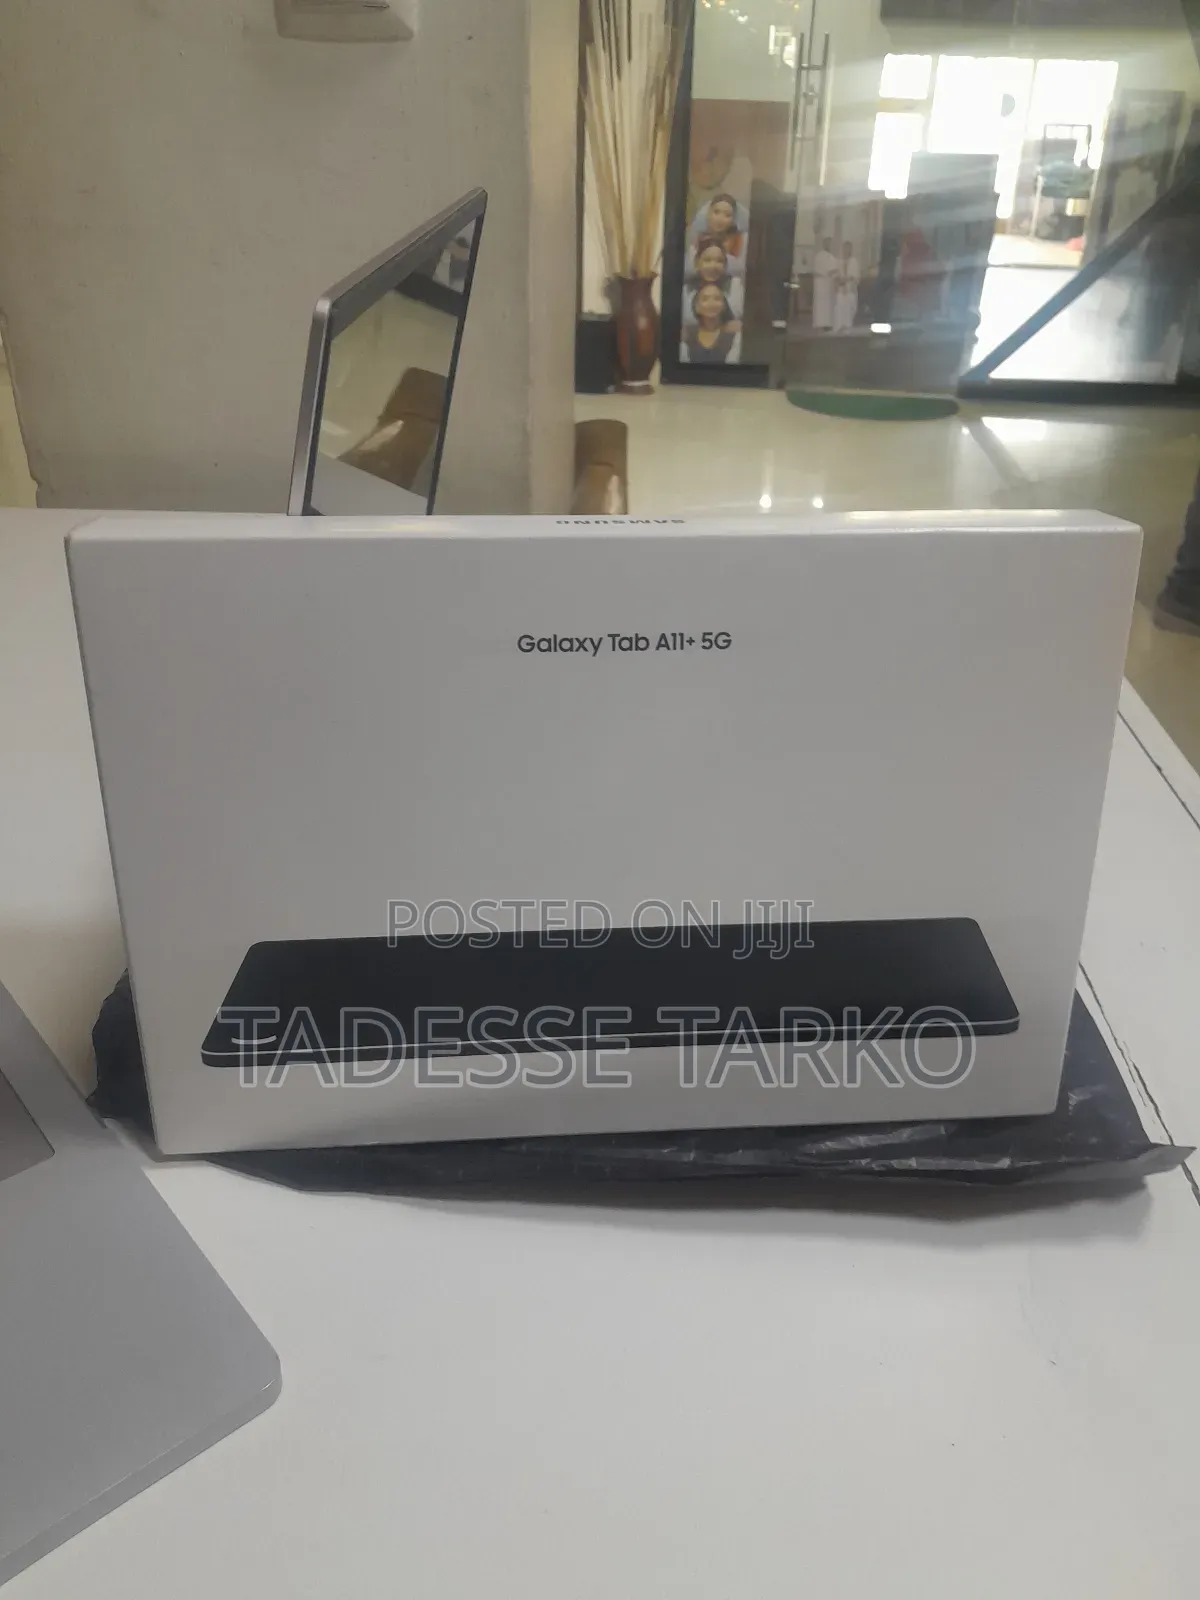 SAMSUNG
Galaxy Tab A11+ 5G
POSTED ON JIJI
TADESSE TARKO